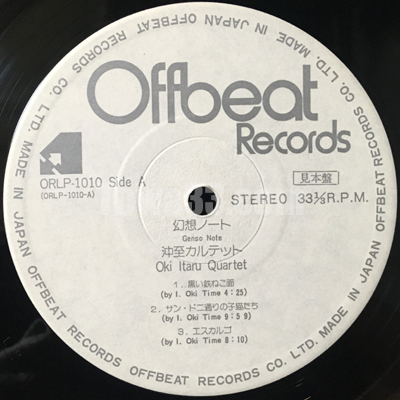 OFFBEAT RECORDS CO. LTD. MADE IN JAPAN OFFBEAT RECORDS CO. LTD. MADE IN JAPAN OFFBEAT RECORDS CO. LTD. MADE IN JAPAN OFFBEAT RECORDS CO. LTD. MADE IN JAPAN
Offbeat
Records
ORLP-1010 Side A
(ORLP-1010-A)
見本盤
STEREO 33⅓R.P.M.
幻想ノート
Genso Note
沖至カルテット
Oki Itaru Quartet
1. 黒い鉄ねこ面
(by I. Oki Time 4:25)
2. サン・ドニ通りの子猫たち
(by I. Oki Time 9:59)
3. エスカルゴ
(by I. Oki Time 8:10)